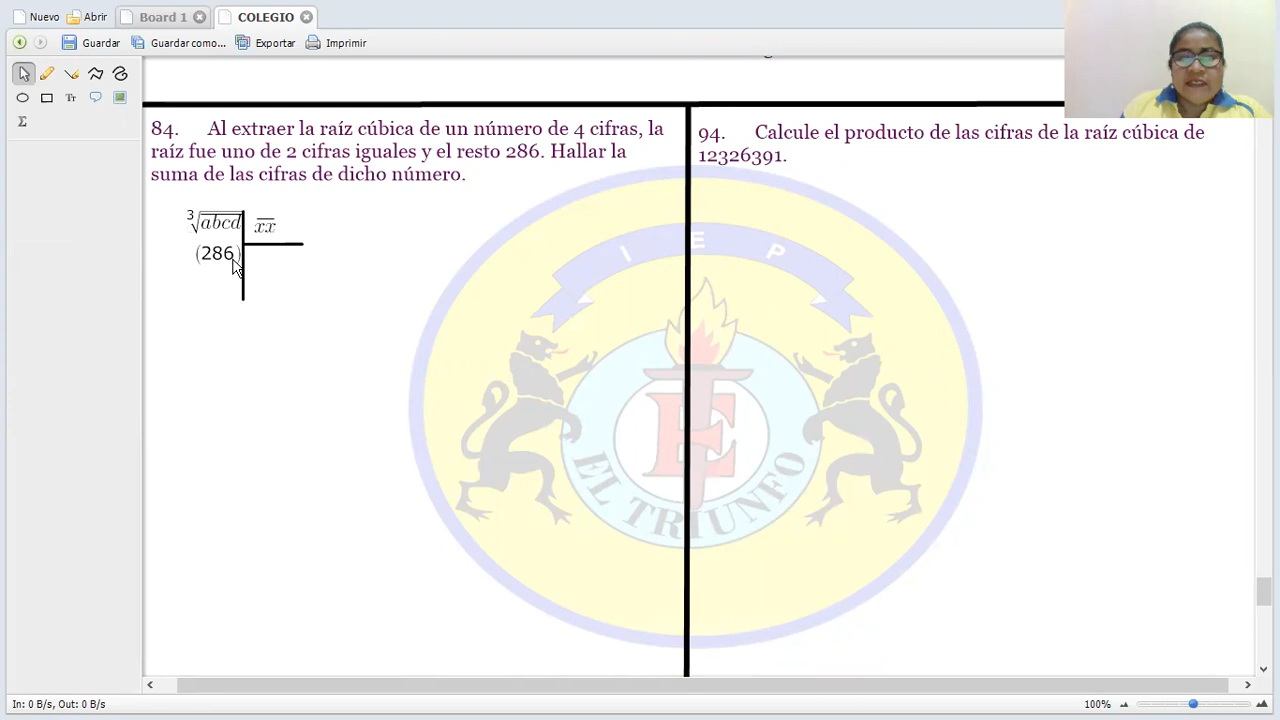 Nuevo Abrir Board 1 COLEGIO
Guardar Guardar como... Exportar Imprimir
84. Al extraer la raíz cúbica de un número de 4 cifras, la
raíz fue uno de 2 cifras iguales y el resto 286. Hallar la
suma de las cifras de dicho número.
∛abcd xx
(286)
94. Calcule el producto de las cifras de la raíz cúbica de
12326391.
I E P
E
EL TRIUNFO
Tт
Σ
In: 0 B/s, Out: 0 B/s
100%